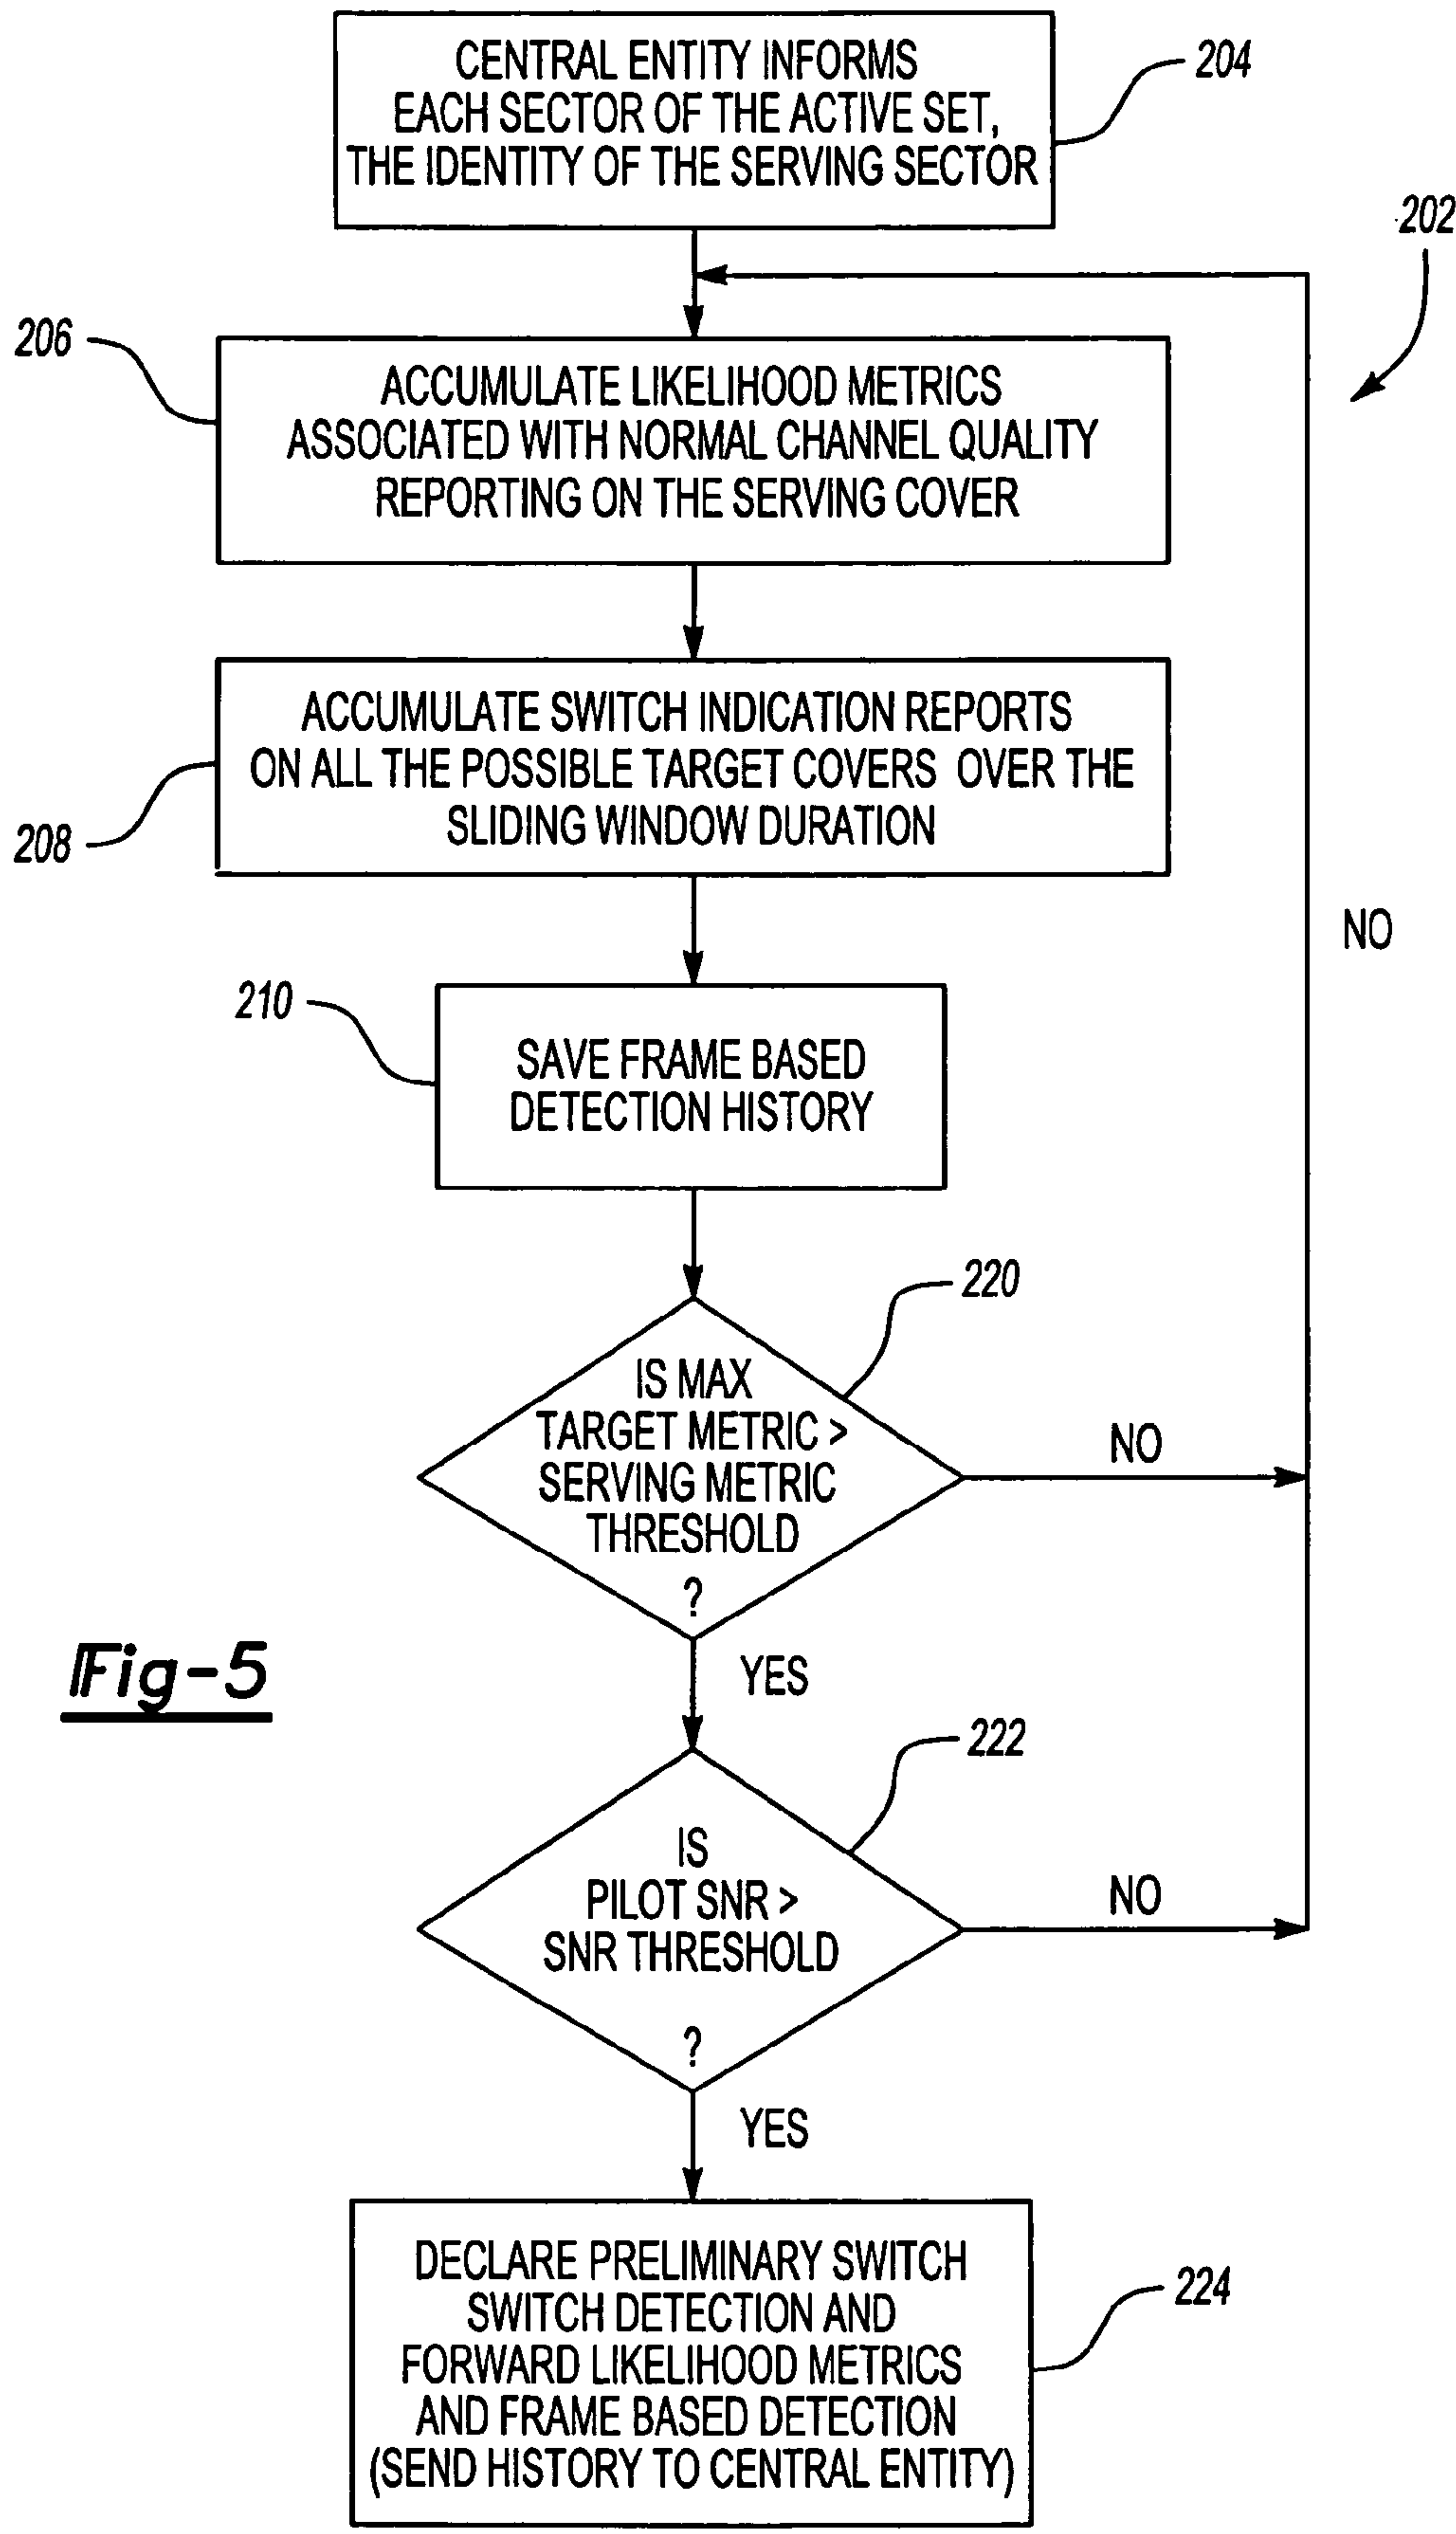 CENTRAL ENTITY INFORMS
EACH SECTOR OF THE ACTIVE SET,
THE IDENTITY OF THE SERVING SECTOR
204
202
206
ACCUMULATE LIKELIHOOD METRICS
ASSOCIATED WITH NORMAL CHANNEL QUALITY
REPORTING ON THE SERVING COVER
208
ACCUMULATE SWITCH INDICATION REPORTS
ON ALL THE POSSIBLE TARGET COVERS OVER THE
SLIDING WINDOW DURATION
NO
210
SAVE FRAME BASED
DETECTION HISTORY
220
IS MAX
TARGET METRIC >
SERVING METRIC
THRESHOLD
?
NO
YES
Fig-5
222
IS
PILOT SNR >
SNR THRESHOLD
?
NO
YES
DECLARE PRELIMINARY SWITCH
SWITCH DETECTION AND
FORWARD LIKELIHOOD METRICS
AND FRAME BASED DETECTION
(SEND HISTORY TO CENTRAL ENTITY)
224